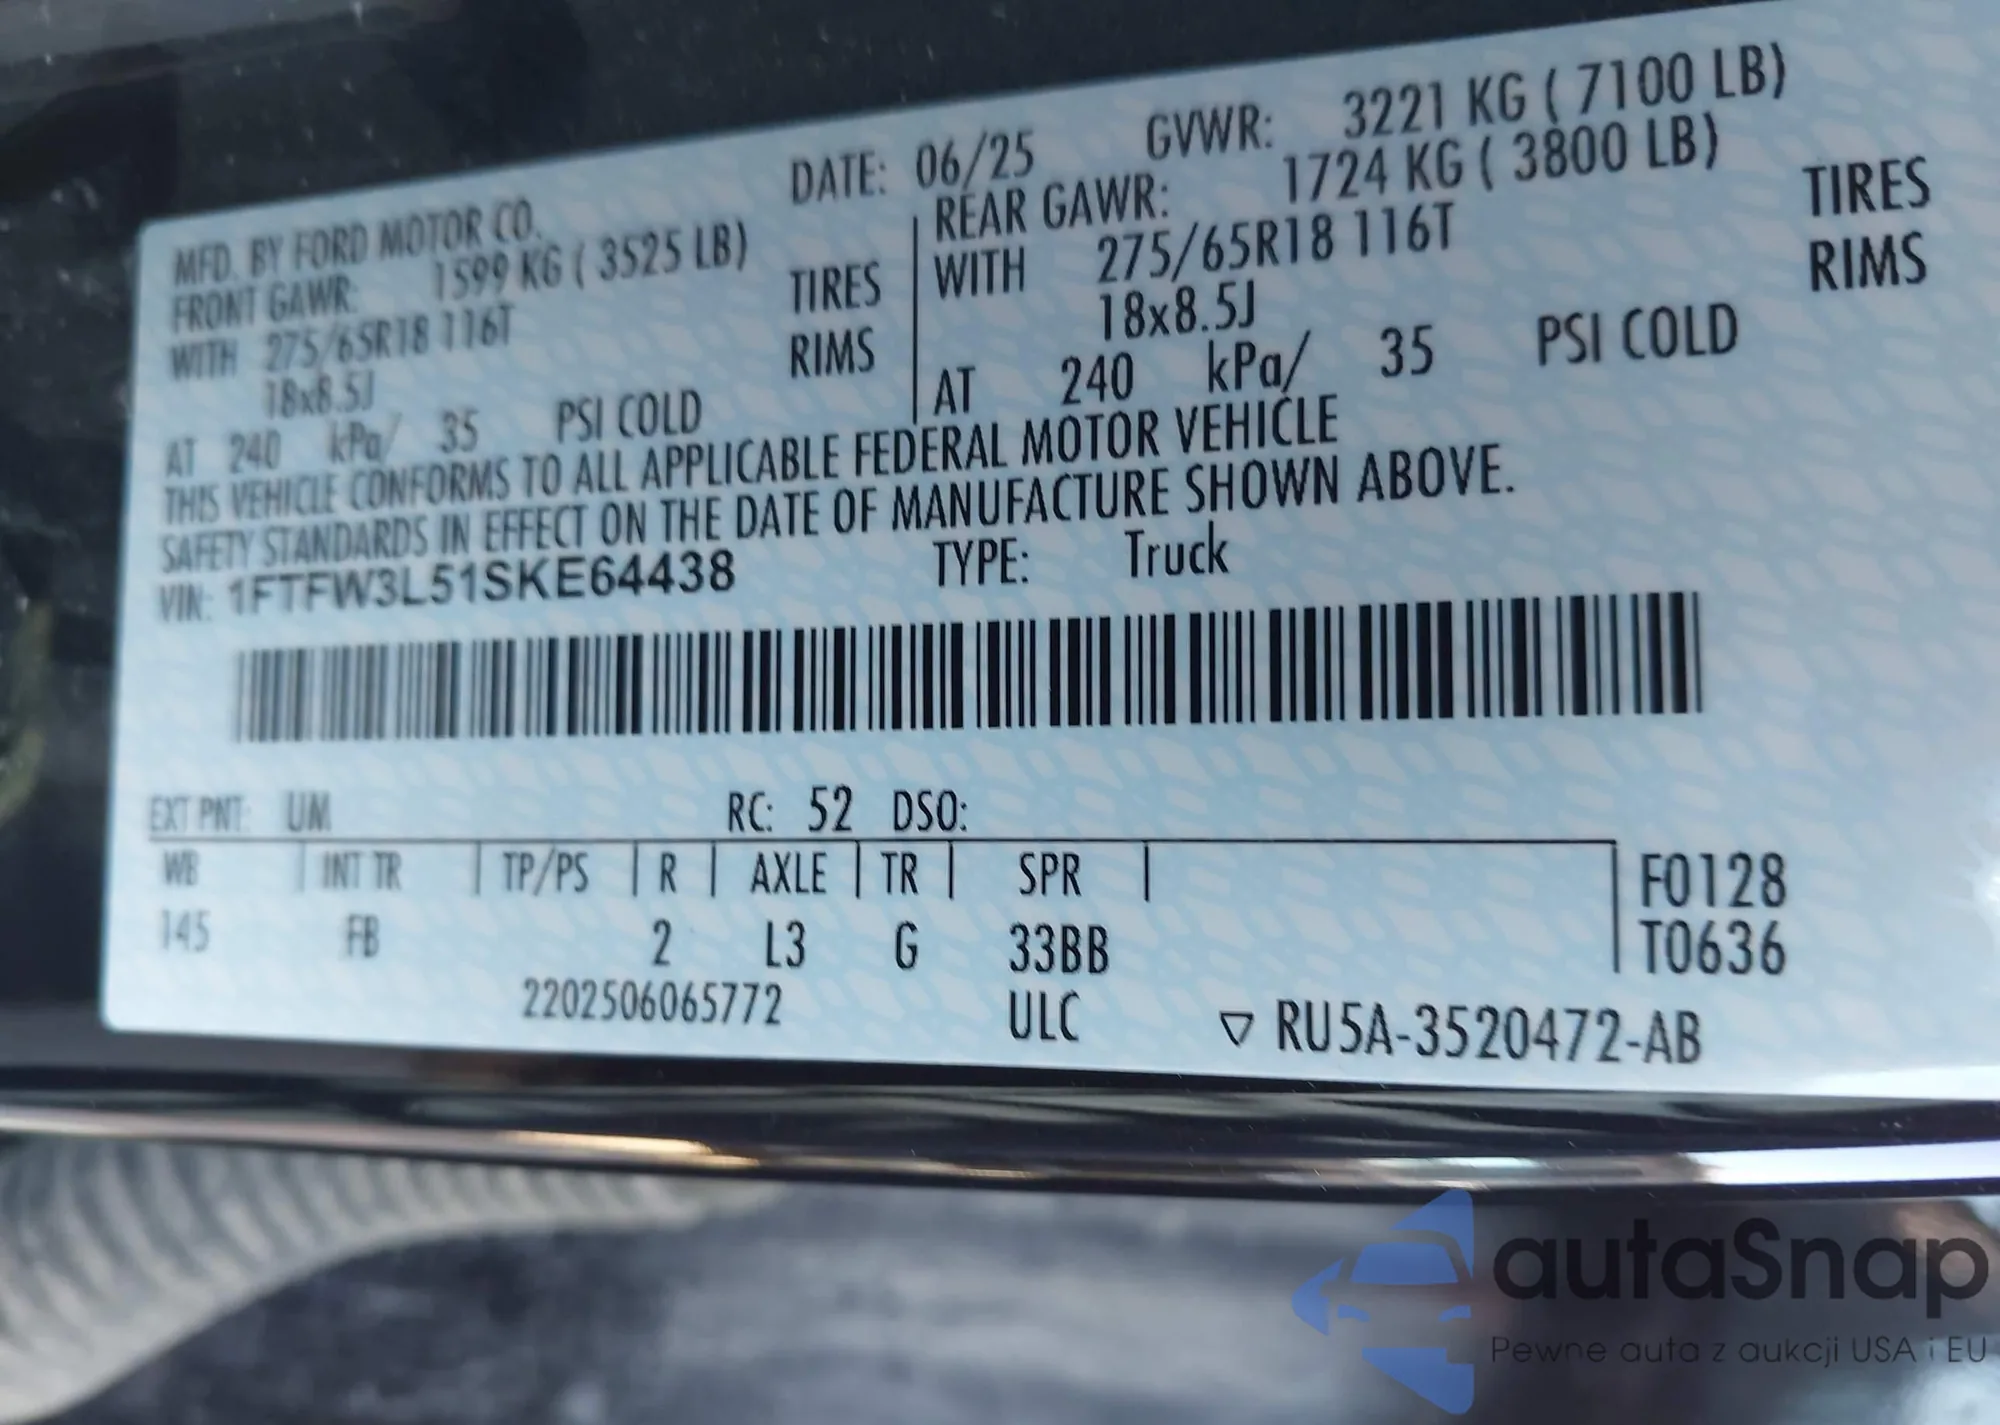 MFD. BY FORD MOTOR CO. DATE: 06/25 GVWR: 3221 KG ( 7100 LB)
FRONT GAWR: 1599 KG ( 3525 LB) REAR GAWR: 1724 KG ( 3800 LB)
WITH 275/65R18 116T TIRES WITH 275/65R18 116T TIRES
18x8.5J RIMS 18x8.5J RIMS
AT 240 kPa/ 35 PSI COLD AT 240 kPa/ 35 PSI COLD
THIS VEHICLE CONFORMS TO ALL APPLICABLE FEDERAL MOTOR VEHICLE
SAFETY STANDARDS IN EFFECT ON THE DATE OF MANUFACTURE SHOWN ABOVE.
VIN: 1FTFW3L51SKE64438 TYPE: Truck
EXT PNT: UM RC: 52 DSO:
WB INT TR TP/PS R AXLE TR SPR F0128
145 FB 2 L3 G 33BB T0636
2202506065772 ULC ▽ RU5A-3520472-AB
autaSnap
Pewne auta z aukcji USA i EU